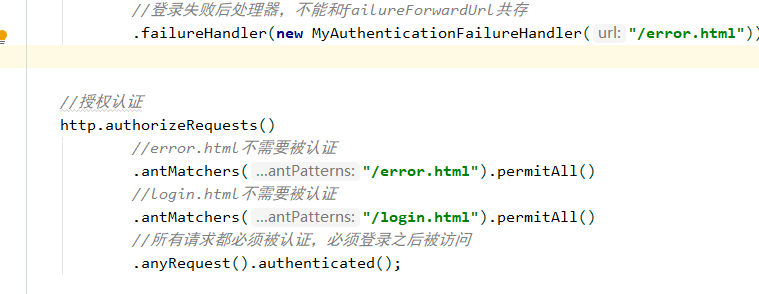 //登录失败后处理器，不能和failureForwardUrl共存
.failureHandler(new MyAuthenticationFailureHandler( url: "/error.html"))
//授权认证
http.authorizeRequests()
//error.html不需要被认证
.antMatchers( ...antPatterns: "/error.html").permitAll()
//login.html不需要被认证
.antMatchers( ...antPatterns: "/login.html").permitAll()
//所有请求都必须被认证，必须登录之后被访问
.anyRequest().authenticated();